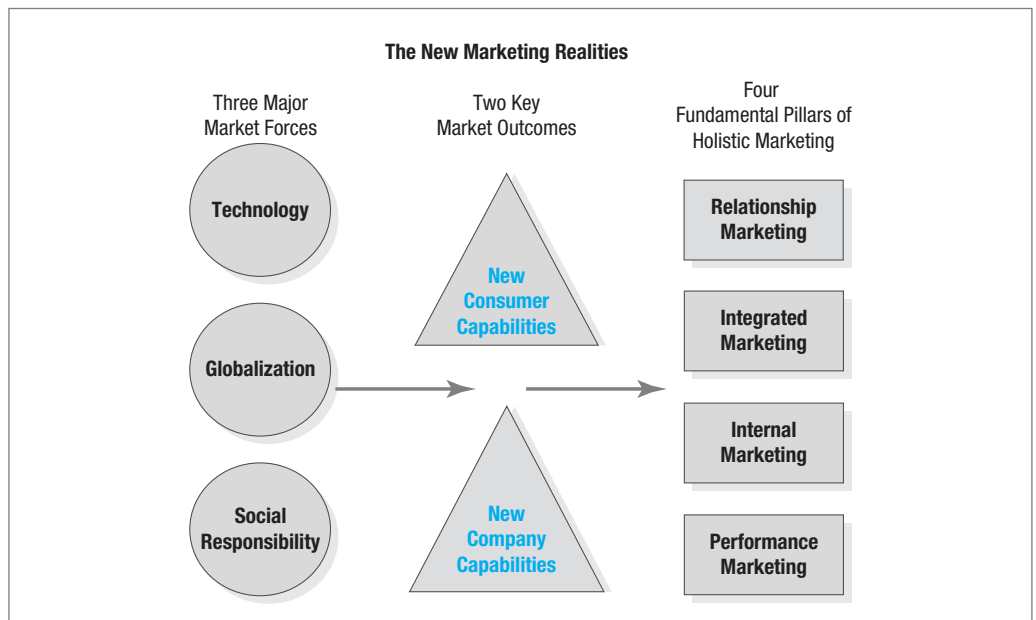 The New Marketing Realities
Three Major
Market Forces
Technology
Globalization
Social
Responsibility
Two Key
Market Outcomes
New
Consumer
Capabilities
New
Company
Capabilities
Four
Fundamental Pillars of
Holistic Marketing
Relationship
Marketing
Integrated
Marketing
Internal
Marketing
Performance
Marketing